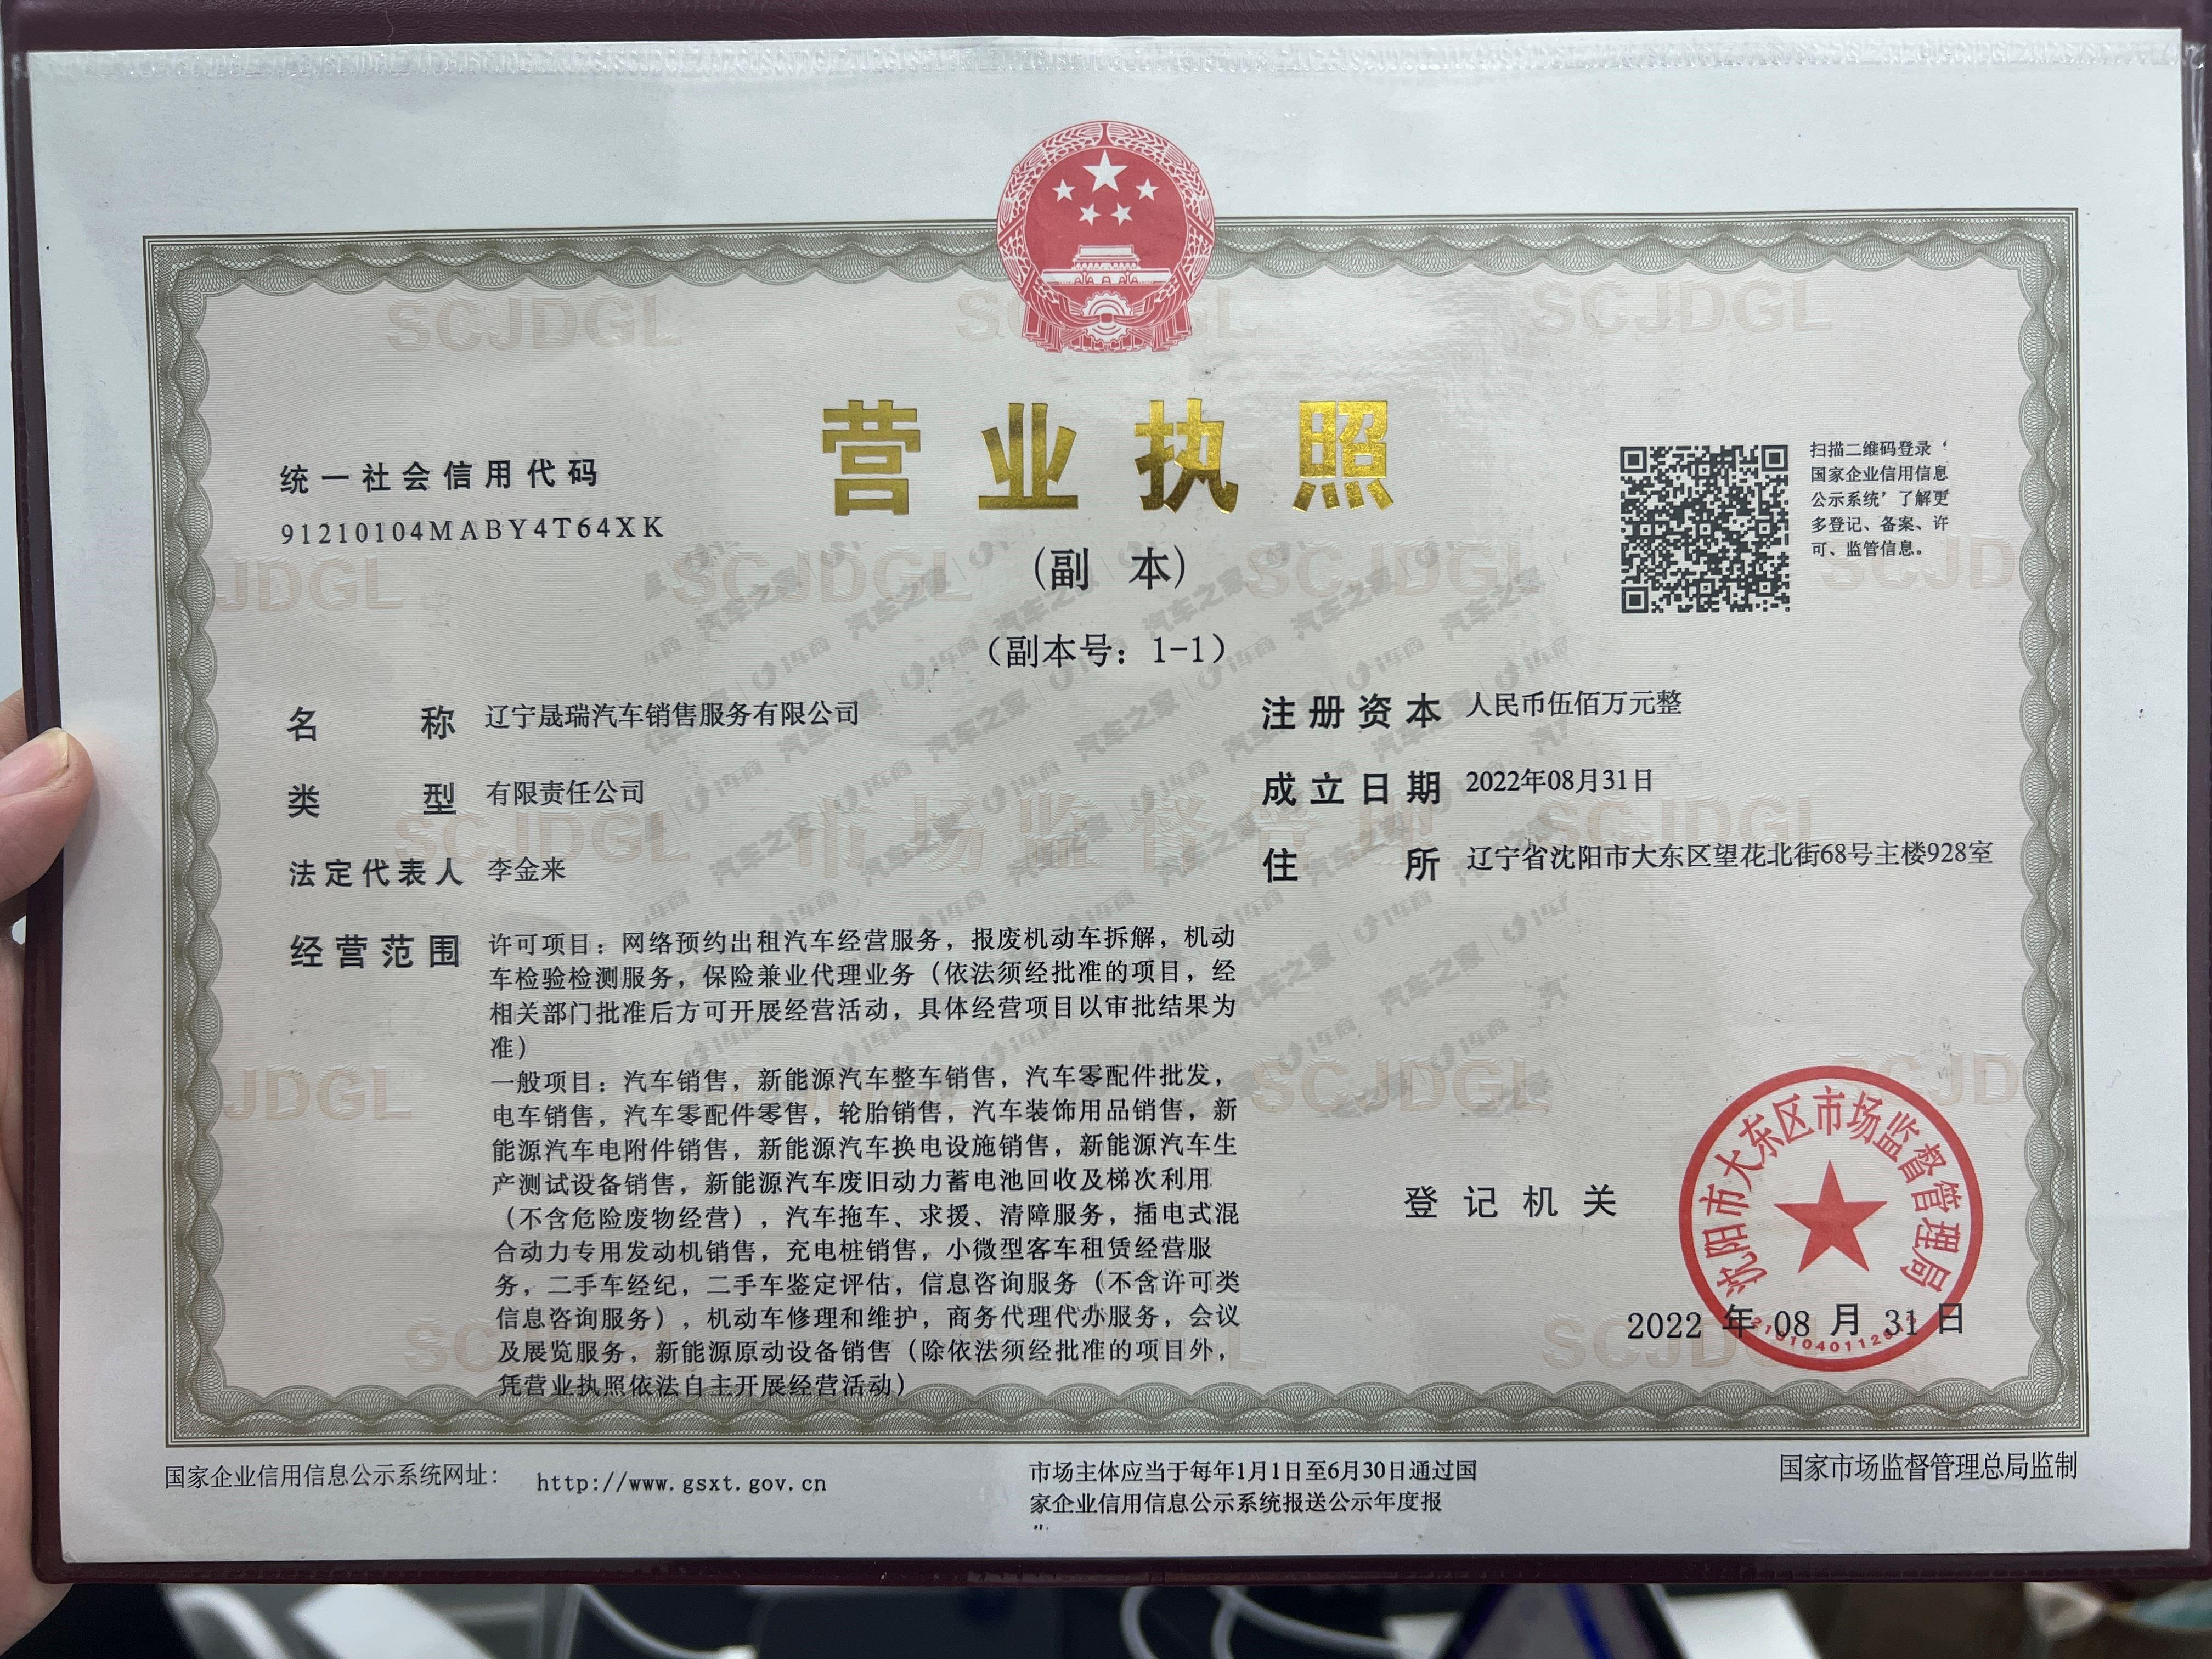 营业执照
(副 本)
（副本号：1-1）
统一社会信用代码
91210104MABY4T64XK
扫描二维码登录‘
国家企业信用信息
公示系统’了解更
多登记、备案、许
可、监管信息。
名 称 辽宁晟瑞汽车销售服务有限公司
类 型 有限责任公司
法定代表人 李金来
经营范围 许可项目：网络预约出租汽车经营服务，报废机动车拆解，机动
车检验检测服务，保险兼业代理业务（依法须经批准的项目，经
相关部门批准后方可开展经营活动，具体经营项目以审批结果为
准）
一般项目：汽车销售，新能源汽车整车销售，汽车零配件批发，
电车销售，汽车零配件零售，轮胎销售，汽车装饰用品销售，新
能源汽车电附件销售，新能源汽车换电设施销售，新能源汽车生
产测试设备销售，新能源汽车废旧动力蓄电池回收及梯次利用
（不含危险废物经营），汽车拖车、求援、清障服务，插电式混
合动力专用发动机销售，充电桩销售，小微型客车租赁经营服
务，二手车经纪，二手车鉴定评估，信息咨询服务（不含许可类
信息咨询服务），机动车修理和维护，商务代理代办服务，会议
及展览服务，新能源原动设备销售（除依法须经批准的项目外，
凭营业执照依法自主开展经营活动）
注册资本 人民币伍佰万元整
成立日期 2022年08月31日
住 所 辽宁省沈阳市大东区望花北街68号主楼928室
登记机关
沈阳市大东区市场监督管理局
2022 年 08 月 31 日
国家企业信用信息公示系统网址： http://www.gsxt.gov.cn
市场主体应当于每年1月1日至6月30日通过国
家企业信用信息公示系统报送公示年度报
国家市场监督管理总局监制
SCJDGL
市场监督管理
汽车之家
i车商